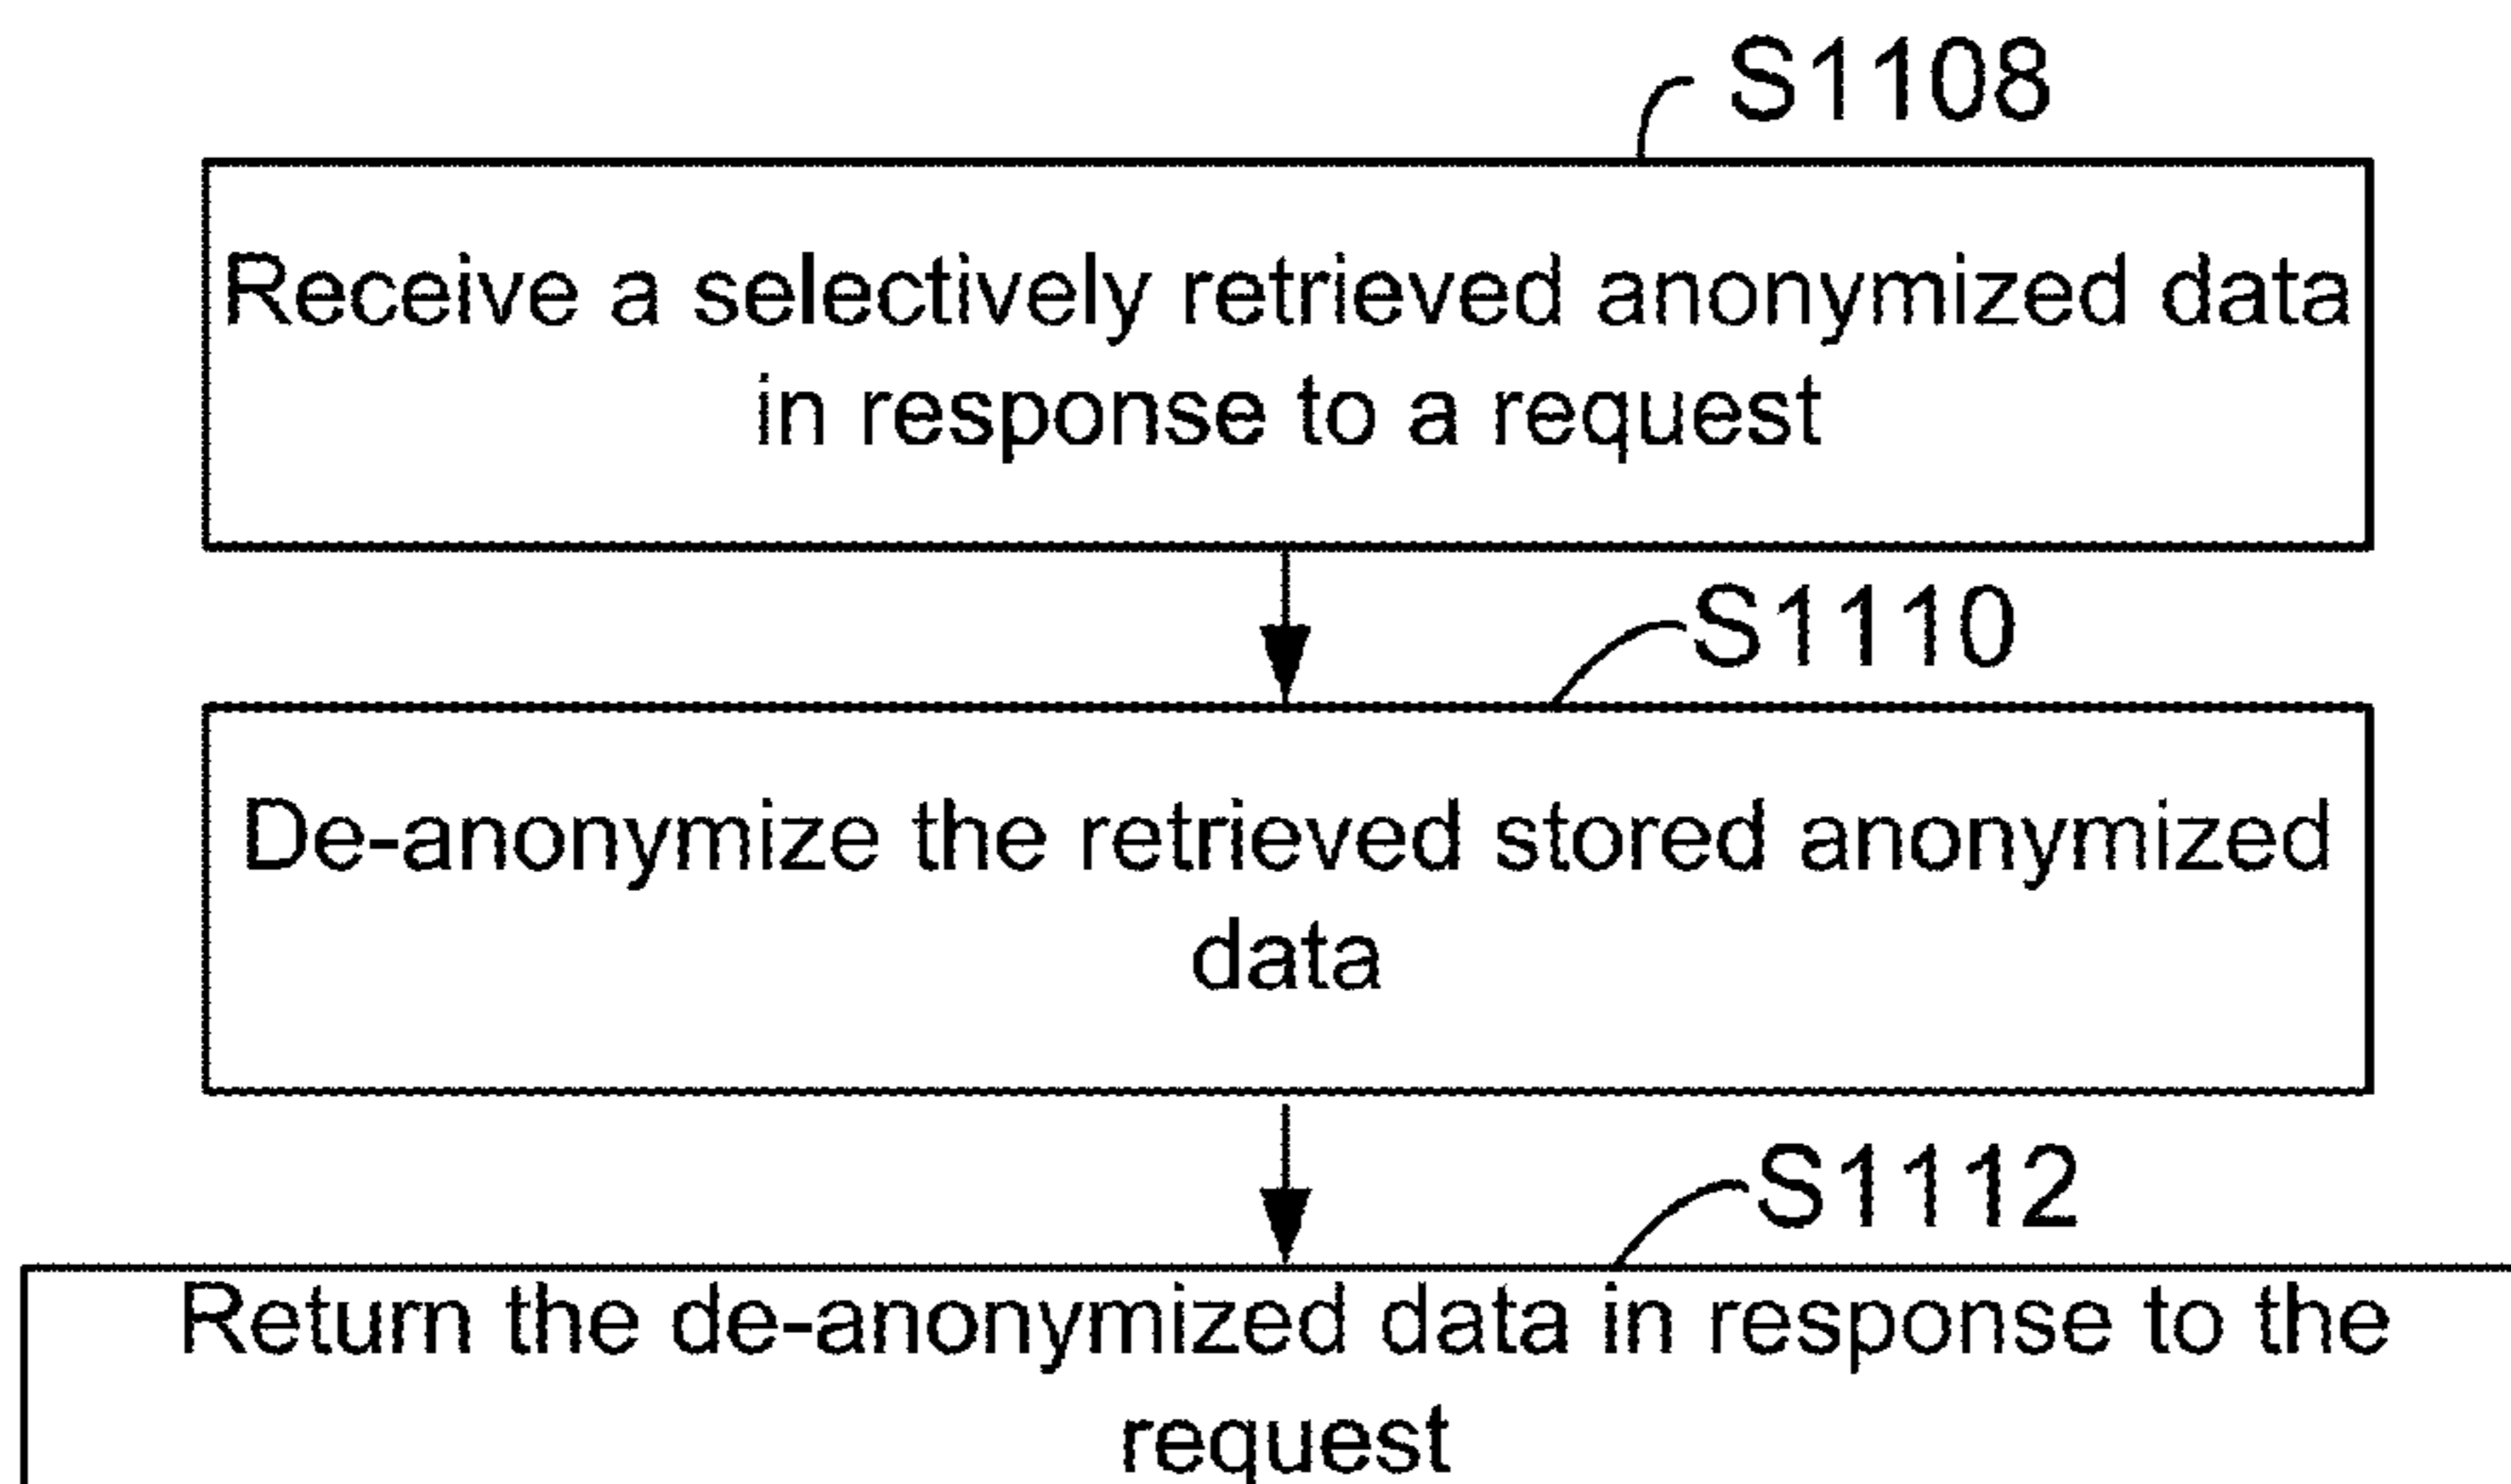 S1108
Receive a selectively retrieved anonymized data
in response to a request
S1110
De-anonymize the retrieved stored anonymized
data
S1112
Return the de-anonymized data in response to the
request